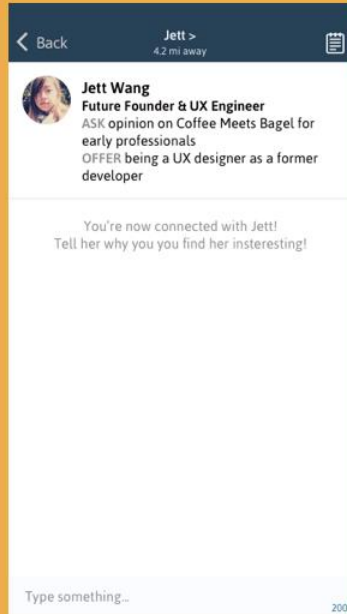 Back
Jett >
4.2 mi away
Jett Wang
Future Founder & UX Engineer
ASK opinion on Coffee Meets Bagel for
early professionals
OFFER being a UX designer as a former
developer
You're now connected with Jett!
Tell her why you you find her insteresting!
Type something...
200